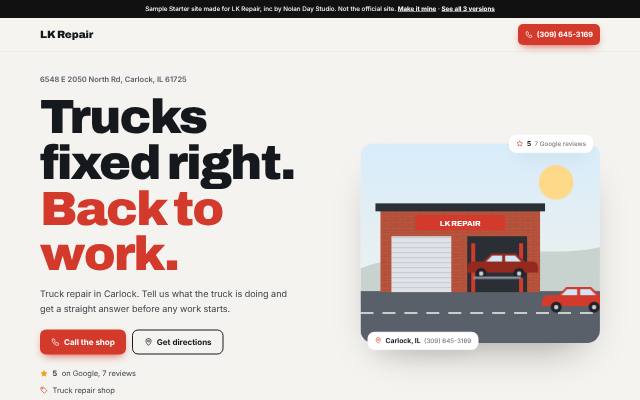 Sample Starter site made for LK Repair, inc by Nolan Day Studio. Not the official site. Make it mine · See all 3 versions
LK Repair
(309) 645-3169
6548 E 2050 North Rd, Carlock, IL 61725
Trucks
fixed right.
Back to
work.
Truck repair in Carlock. Tell us what the truck is doing and
get a straight answer before any work starts.
Call the shop
Get directions
5 on Google, 7 reviews
Truck repair shop
5 7 Google reviews
LK REPAIR
Carlock, IL (309) 645-3169